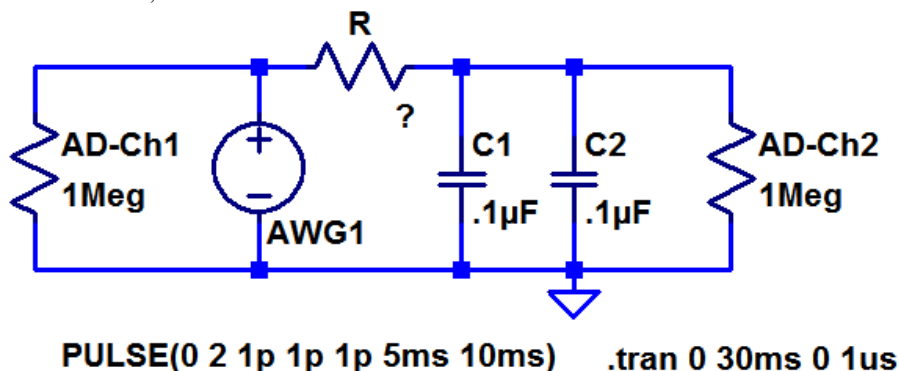 R
?
AD-Ch1
1Meg
+
−
AWG1
C1
.1µF
C2
.1µF
AD-Ch2
1Meg
PULSE(0 2 1p 1p 1p 5ms 10ms)
.tran 0 30ms 0 1us